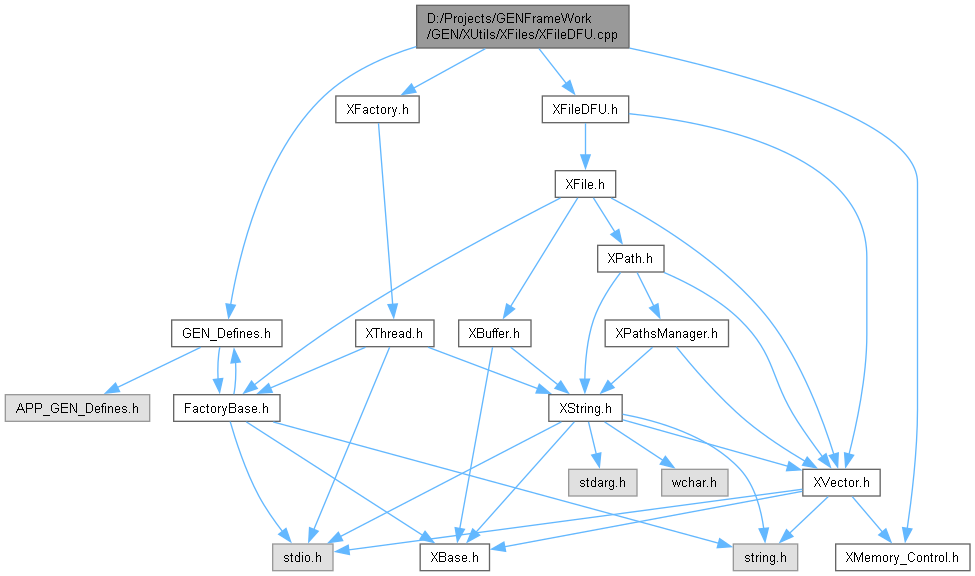 D:/Projects/GENFrameWork
/GEN/XUtils/XFiles/XFileDFU.cpp
XFactory.h
XFileDFU.h
XFile.h
XPath.h
GEN_Defines.h
XThread.h
XBuffer.h
XPathsManager.h
APP_GEN_Defines.h
FactoryBase.h
XString.h
stdarg.h
wchar.h
XVector.h
stdio.h
XBase.h
string.h
XMemory_Control.h